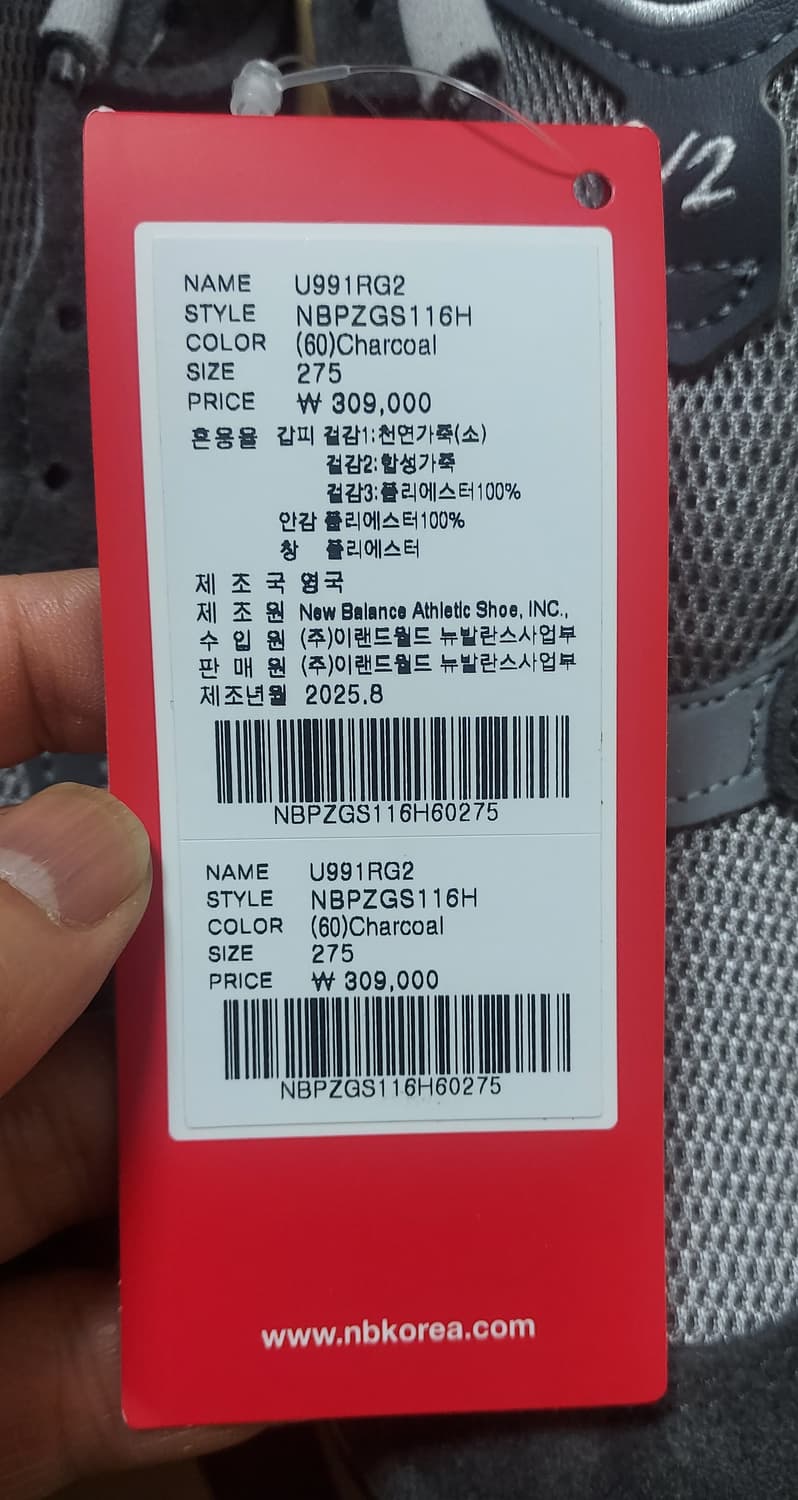 /2
NAME U991RG2
STYLE NBPZGS116H
COLOR (60)Charcoal
SIZE 275
PRICE ₩ 309,000
혼용율 갑피 겉감1:천연가죽(소)
겉감2:합성가죽
겉감3:폴리에스터100%
안감 폴리에스터100%
창 폴리에스터
제 조 국 영국
제 조 원 New Balance Athletic Shoe, INC.,
수 입 원 (주)이랜드월드 뉴발란스사업부
판 매 원 (주)이랜드월드 뉴발란스사업부
제조년월 2025.8
NBPZGS116H60275
NAME U991RG2
STYLE NBPZGS116H
COLOR (60)Charcoal
SIZE 275
PRICE ₩ 309,000
NBPZGS116H60275
www.nbkorea.com